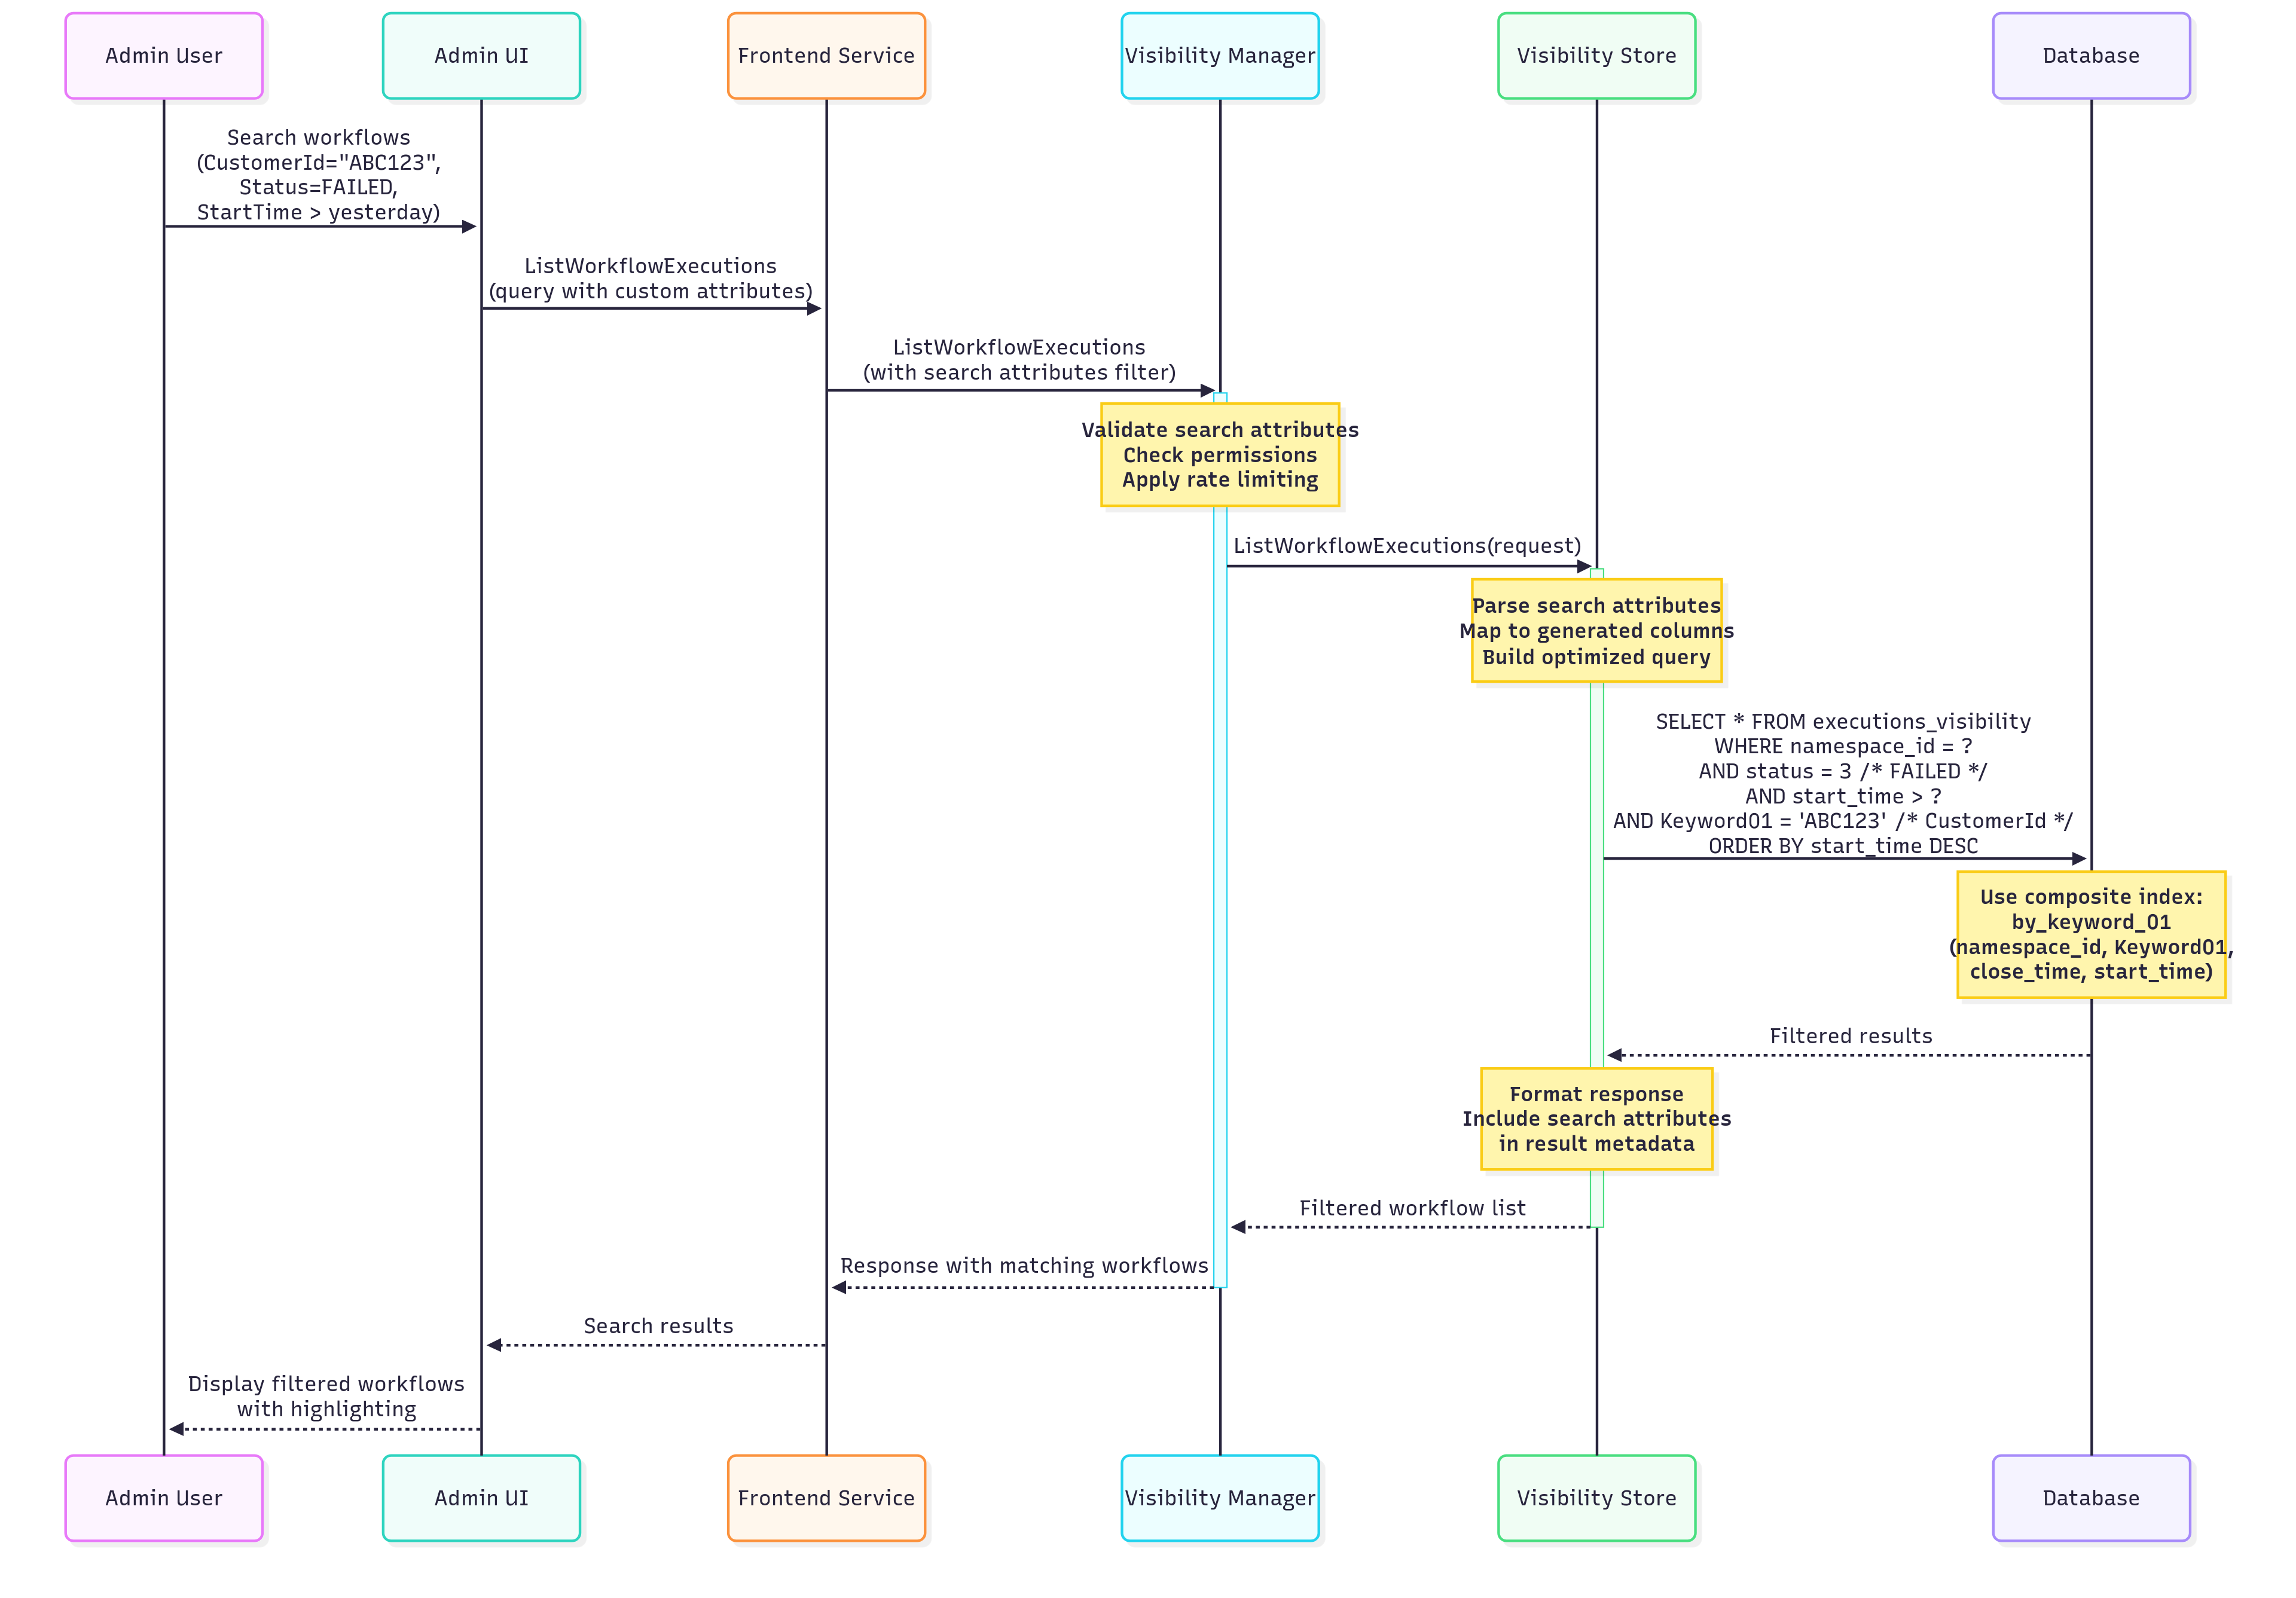 Admin User
Admin UI
Frontend Service
Visibility Manager
Visibility Store
Database
Search workflows
(CustomerId="ABC123",
Status=FAILED,
StartTime > yesterday)
ListWorkflowExecutions
(query with custom attributes)
ListWorkflowExecutions
(with search attributes filter)
Validate search attributes
Check permissions
Apply rate limiting
ListWorkflowExecutions(request)
Parse search attributes
Map to generated columns
Build optimized query
SELECT * FROM executions_visibility
WHERE namespace_id = ?
AND status = 3 /* FAILED */
AND start_time > ?
AND Keyword01 = 'ABC123' /* CustomerId */
ORDER BY start_time DESC
Use composite index:
by_keyword_01
(namespace_id, Keyword01,
close_time, start_time)
Filtered results
Format response
Include search attributes
in result metadata
Filtered workflow list
Response with matching workflows
Search results
Display filtered workflows
with highlighting
Admin User
Admin UI
Frontend Service
Visibility Manager
Visibility Store
Database